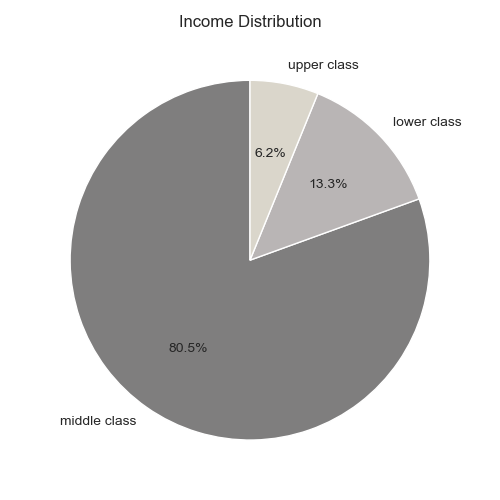 Income Distribution
upper class
lower class
6.2%
13.3%
80.5%
middle class